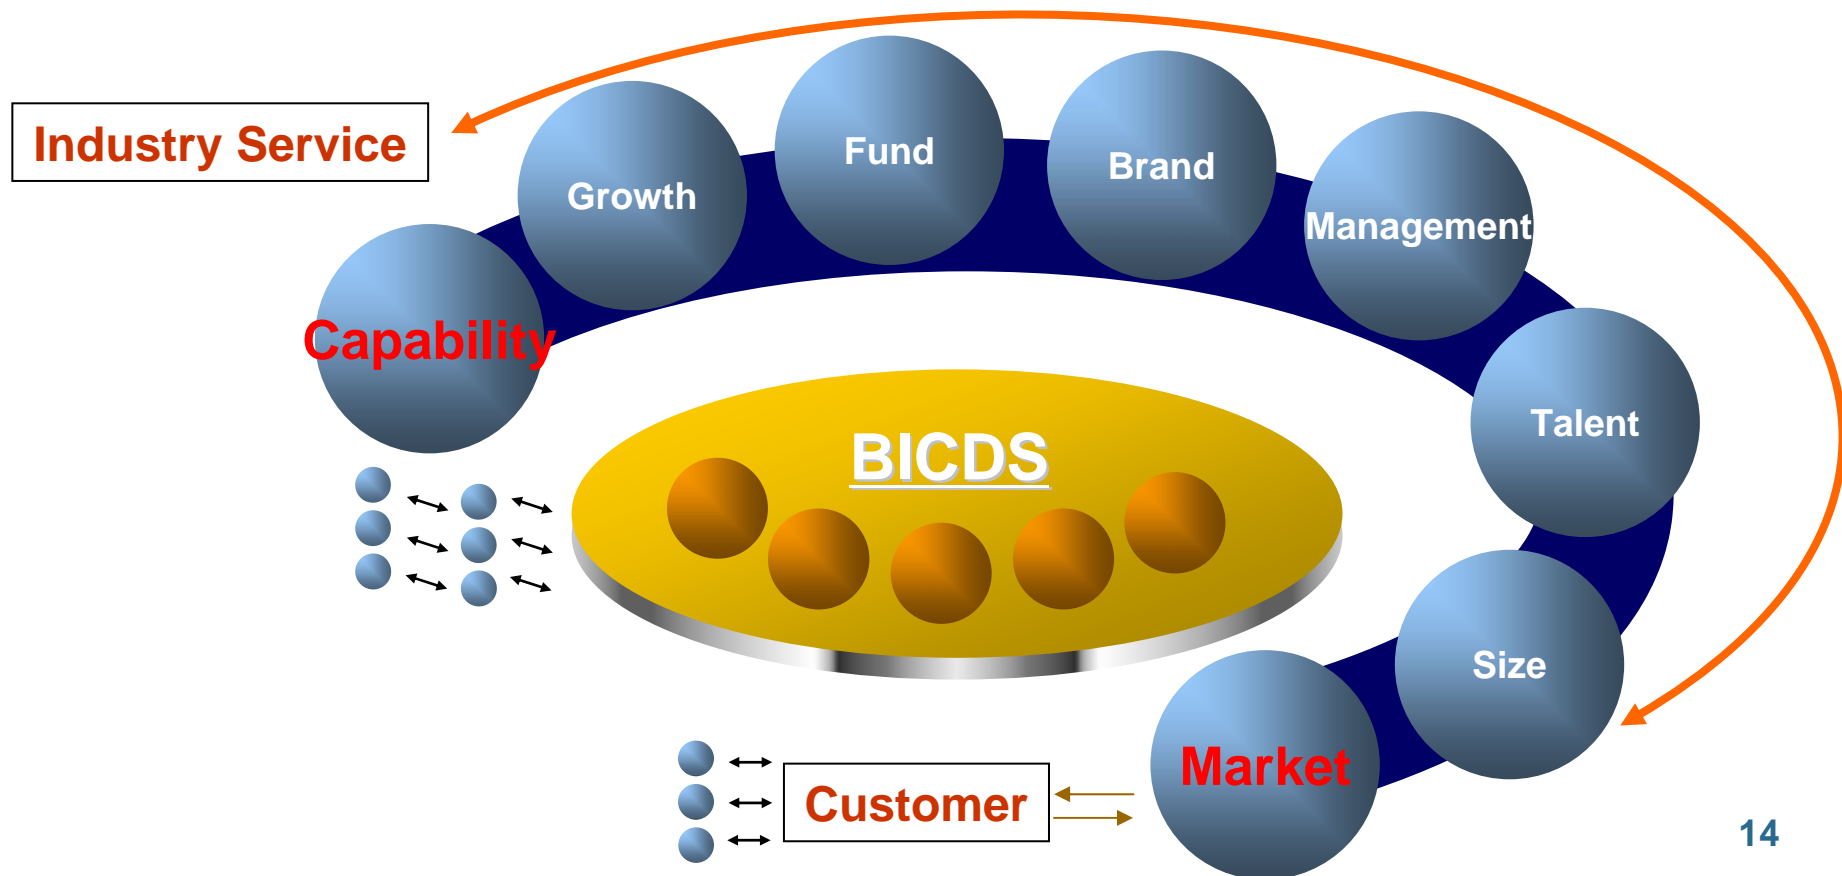 Industry Service
Capability
Growth
Fund
Brand
Management
Talent
Size
Market
BICDS
Customer
14